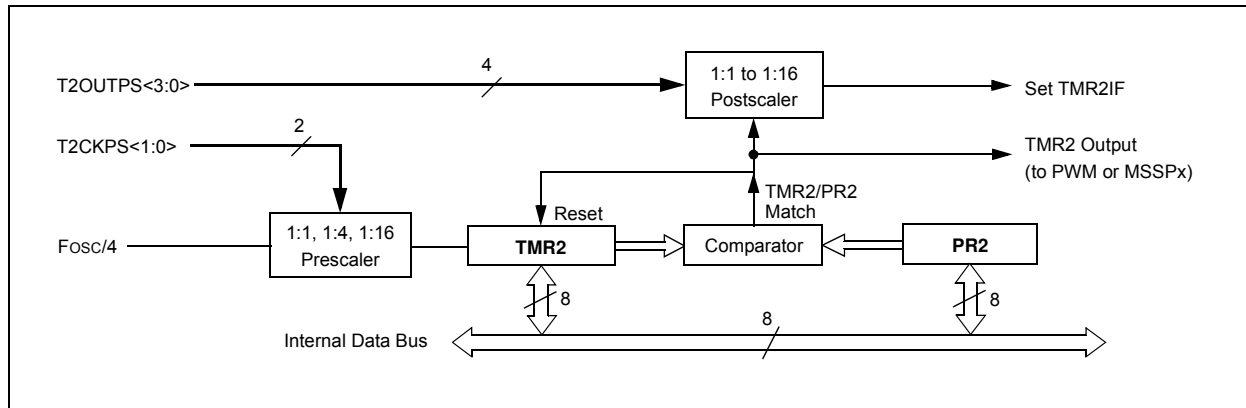 T2OUTPS<3:0>
4
1:1 to 1:16
Postscaler
Set TMR2IF
T2CKPS<1:0>
2
TMR2 Output
(to PWM or MSSPx)
TMR2/PR2
Match
Reset
FOSC/4
1:1, 1:4, 1:16
Prescaler
TMR2
Comparator
PR2
8
8
8
Internal Data Bus